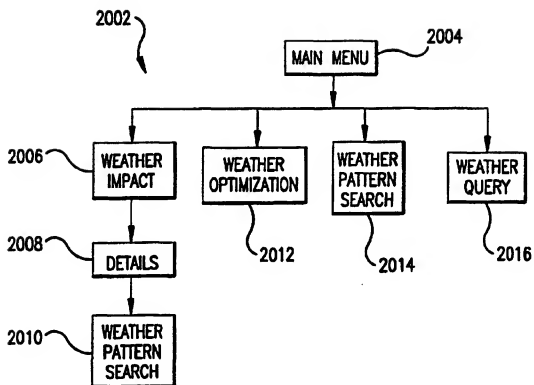 2002
2004
MAIN MENU
2006
WEATHER
IMPACT
WEATHER
OPTIMIZATION
2012
WEATHER
PATTERN
SEARCH
2014
WEATHER
QUERY
2016
2008
DETAILS
2010
WEATHER
PATTERN
SEARCH